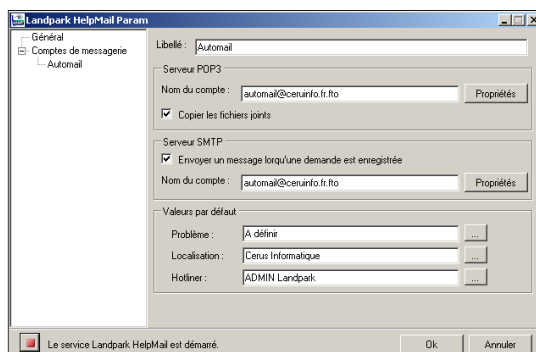 Landpark HelpMail Param
Général
Comptes de messagerie
Automail
Libellé : Automail
Serveur POP3
Nom du compte : automail@ceruinfo.fr.fto Propriétés
Copier les fichiers joints
Serveur SMTP
Envoyer un message lorqu'une demande est enregistrée
Nom du compte : automail@ceruinfo.fr.fto Propriétés
Valeurs par défaut
Problème : A définir ...
Localisation : Cerus Informatique ...
Hotliner : ADMIN Landpark ...
Le service Landpark HelpMail est démarré. Ok Annuler